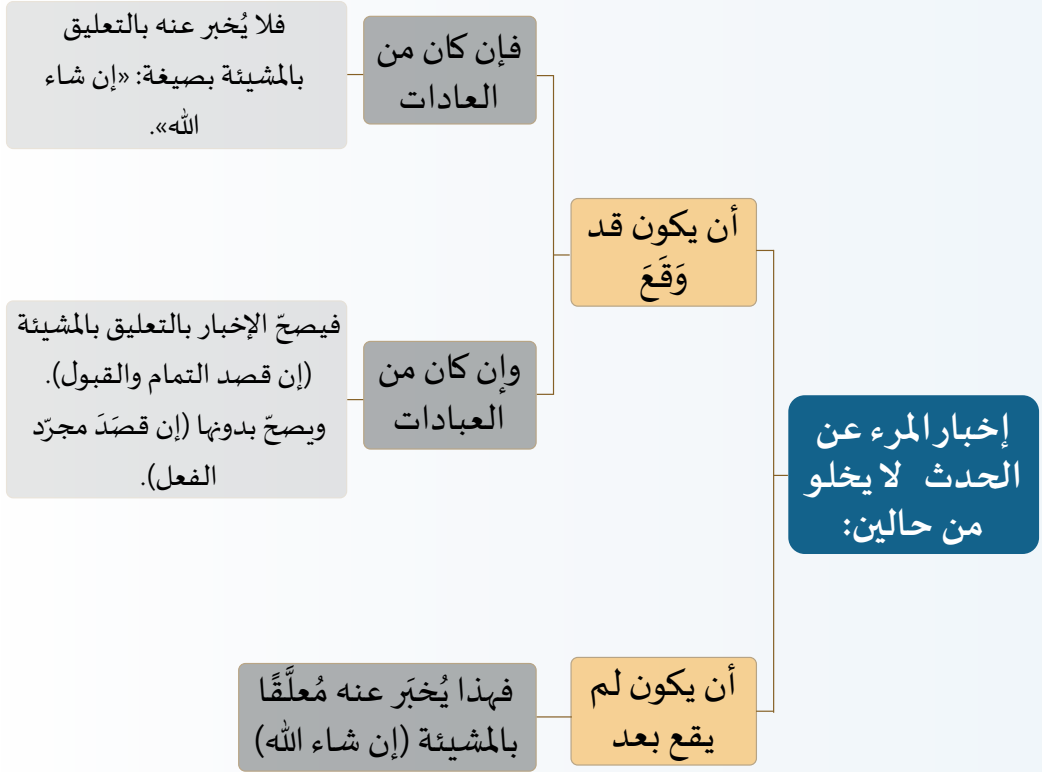 إخبار المرء عن
الحدث لا يخلو
من حالين:
أن يكون قد
وَقَعَ
فإن كان من
العادات
فلا يُخبر عنه بالتعليق
بالمشيئة بصيغة: «إن شاء
الله».
وإن كان من
العبادات
فيصحّ الإخبار بالتعليق بالمشيئة
(إن قصد التمام والقبول).
ويصحّ بدونها (إن قصَدَ مجرّد
الفعل).
أن يكون لم
يقع بعد
فهذا يُخبَر عنه مُعلَّقًا
بالمشيئة (إن شاء الله)